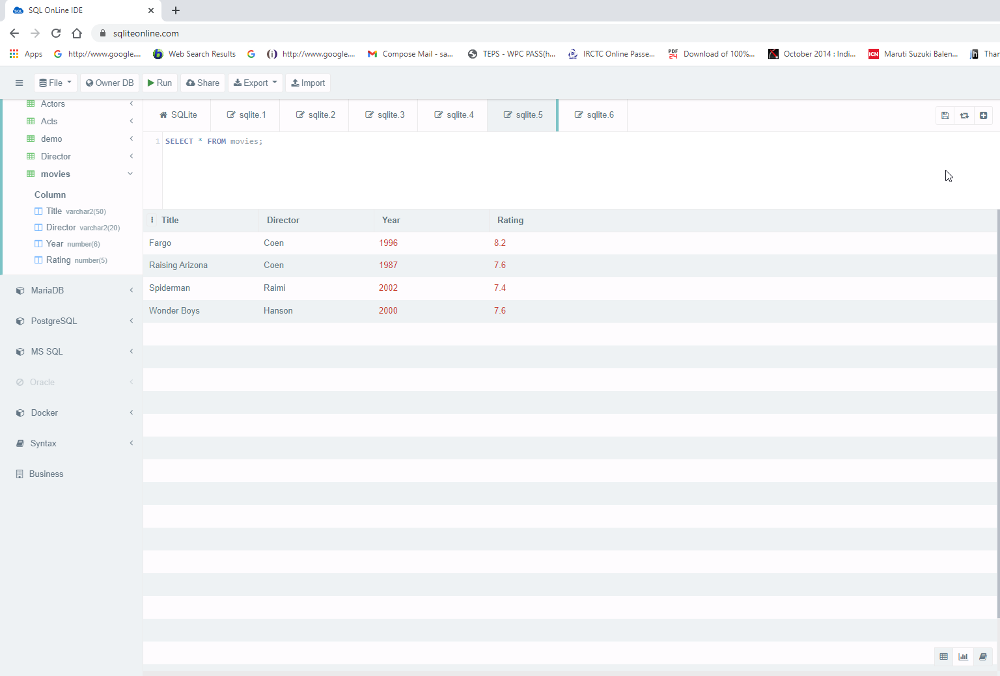 SQL OnLine IDE
sqliteonline.com
Apps http://www.google.... Web Search Results http://www.google.... Compose Mail - sa... TEPS - WPC PASS(h... IRCTC Online Passe... PDF 24 Download of 100%... October 2014 : Indi... ICN Maruti Suzuki Balen... jh Than
File Owner DB Run Share Export Import
SQLite sqlite.1 sqlite.2 sqlite.3 sqlite.4 sqlite.5 sqlite.6
Actors
Acts
demo
Director
movies
Column
Title varchar2(50)
Director varchar2(20)
Year number(6)
Rating number(5)
MariaDB
PostgreSQL
MS SQL
Oracle
Docker
Syntax
Business
1 SELECT * FROM movies;
Title Director Year Rating
Fargo Coen 1996 8.2
Raising Arizona Coen 1987 7.6
Spiderman Raimi 2002 7.4
Wonder Boys Hanson 2000 7.6